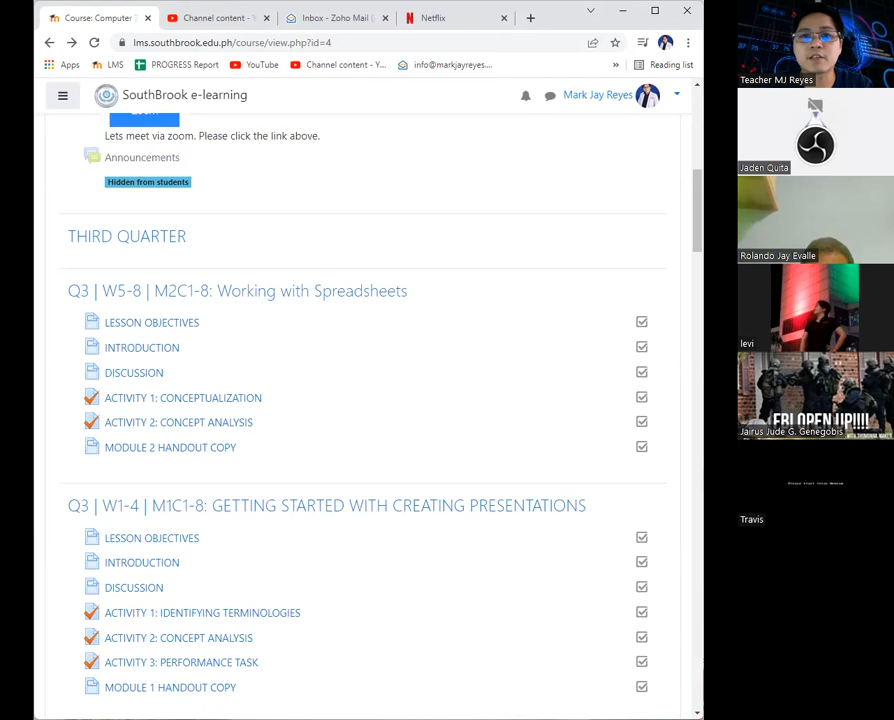 Course: Computer
Channel content - Y
Inbox - Zoho Mail (
Netflix
lms.southbrook.edu.ph/course/view.php?id=4
Apps
LMS
PROGRESS Report
YouTube
Channel content - Y...
info@markjayreyes....
»
Reading list
SouthBrook e-learning
Mark Jay Reyes
Lets meet via zoom. Please click the link above.
Announcements
Hidden from students
THIRD QUARTER
Q3 | W5-8 | M2C1-8: Working with Spreadsheets
LESSON OBJECTIVES
INTRODUCTION
DISCUSSION
ACTIVITY 1: CONCEPTUALIZATION
ACTIVITY 2: CONCEPT ANALYSIS
MODULE 2 HANDOUT COPY
Q3 | W1-4 | M1C1-8: GETTING STARTED WITH CREATING PRESENTATIONS
LESSON OBJECTIVES
INTRODUCTION
DISCUSSION
ACTIVITY 1: IDENTIFYING TERMINOLOGIES
ACTIVITY 2: CONCEPT ANALYSIS
ACTIVITY 3: PERFORMANCE TASK
MODULE 1 HANDOUT COPY
Teacher MJ Reyes
Jaden Quita
Rolando Jay Evalle
levi
FBI OPEN UP!!!!
Jairus Jude G. Genegobis
Travis